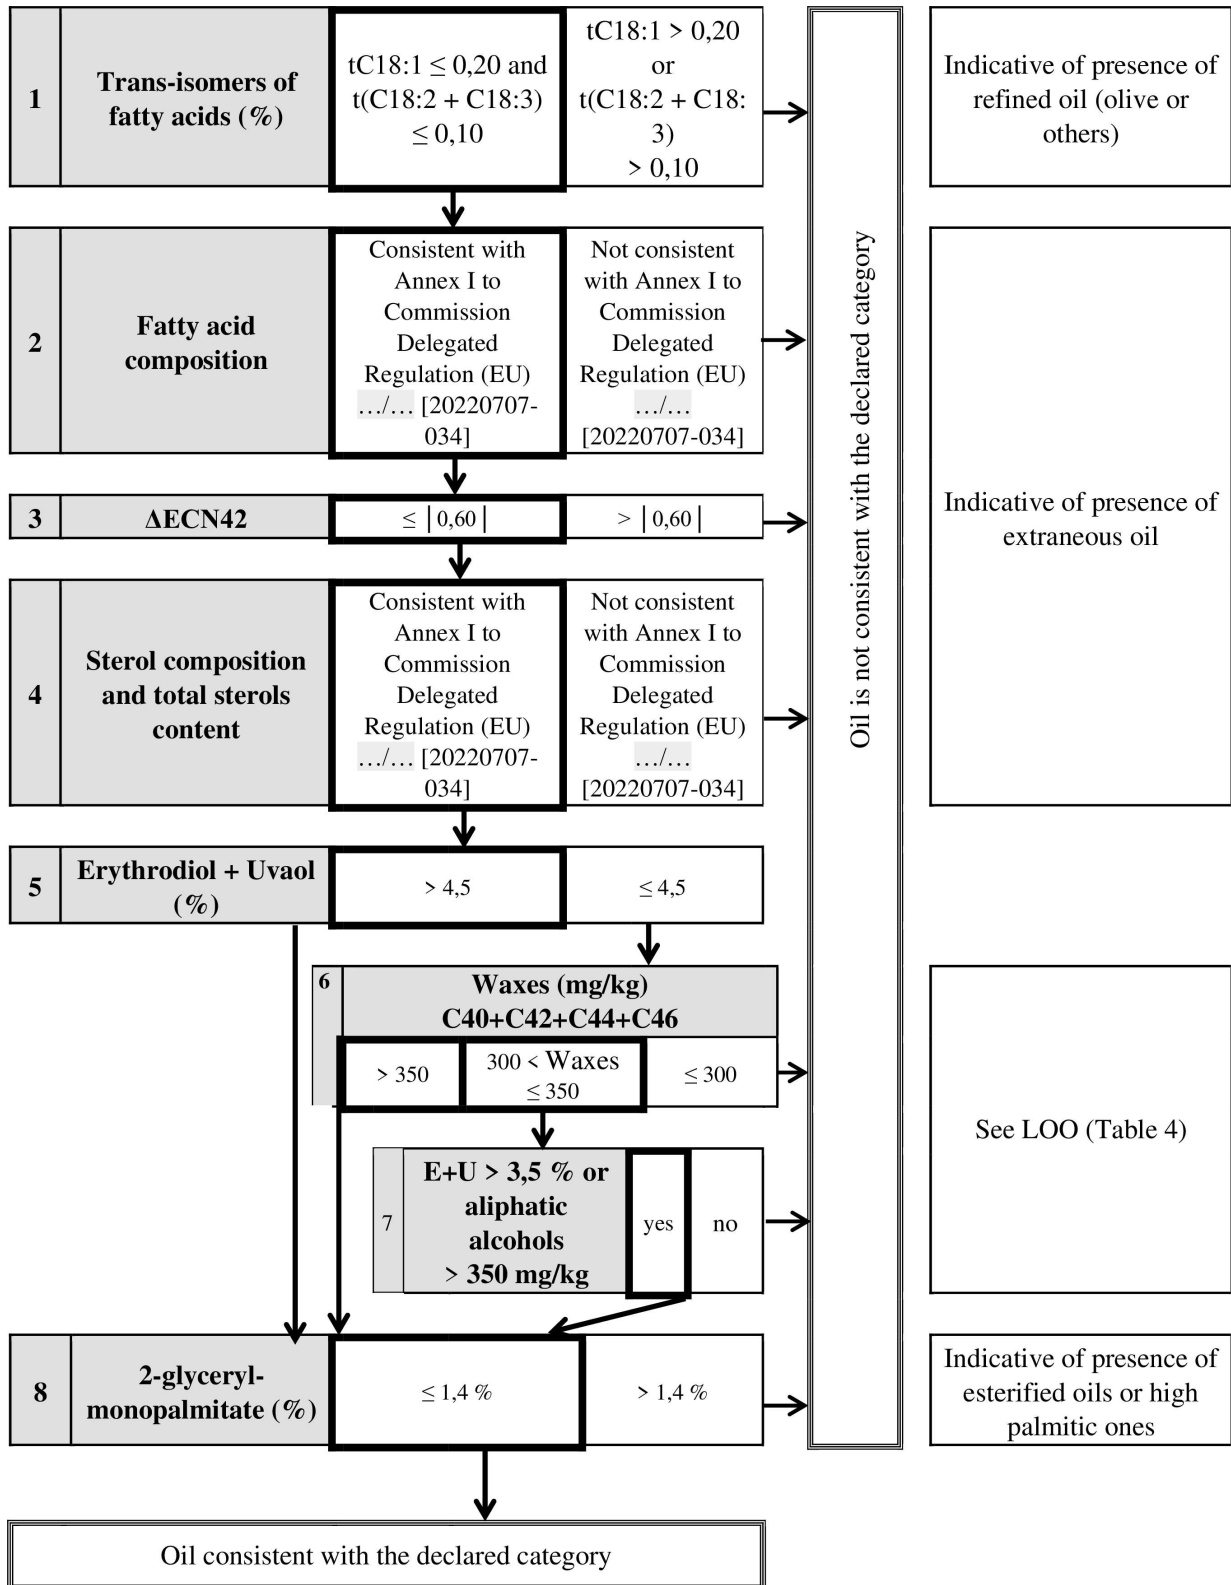 1
Trans-isomers of
fatty acids (%)
tC18:1 ≤ 0,20 and
t(C18:2 + C18:3)
≤ 0,10
tC18:1 > 0,20
or
t(C18:2 + C18:
3)
> 0,10
Indicative of presence of
refined oil (olive or
others)
Oil is not consistent with the declared category
2
Fatty acid
composition
Consistent with
Annex I to
Commission
Delegated
Regulation (EU)
…/… [20220707-
034]
Not consistent
with Annex I to
Commission
Delegated
Regulation (EU)
…/…
[20220707-034]
Indicative of presence of
extraneous oil
3
ΔECN42
≤ | 0,60 |
> | 0,60 |
4
Sterol composition
and total sterols
content
Consistent with
Annex I to
Commission
Delegated
Regulation (EU)
…/… [20220707-
034]
Not consistent
with Annex I to
Commission
Delegated
Regulation (EU)
…/…
[20220707-034]
5
Erythrodiol + Uvaol
(%)
> 4,5
≤ 4,5
6
Waxes (mg/kg)
C40+C42+C44+C46
> 350
300 < Waxes
≤ 350
≤ 300
See LOO (Table 4)
7
E+U > 3,5 % or
aliphatic
alcohols
> 350 mg/kg
yes
no
8
2-glyceryl-
monopalmitate (%)
≤ 1,4 %
> 1,4 %
Indicative of presence of
esterified oils or high
palmitic ones
Oil consistent with the declared category